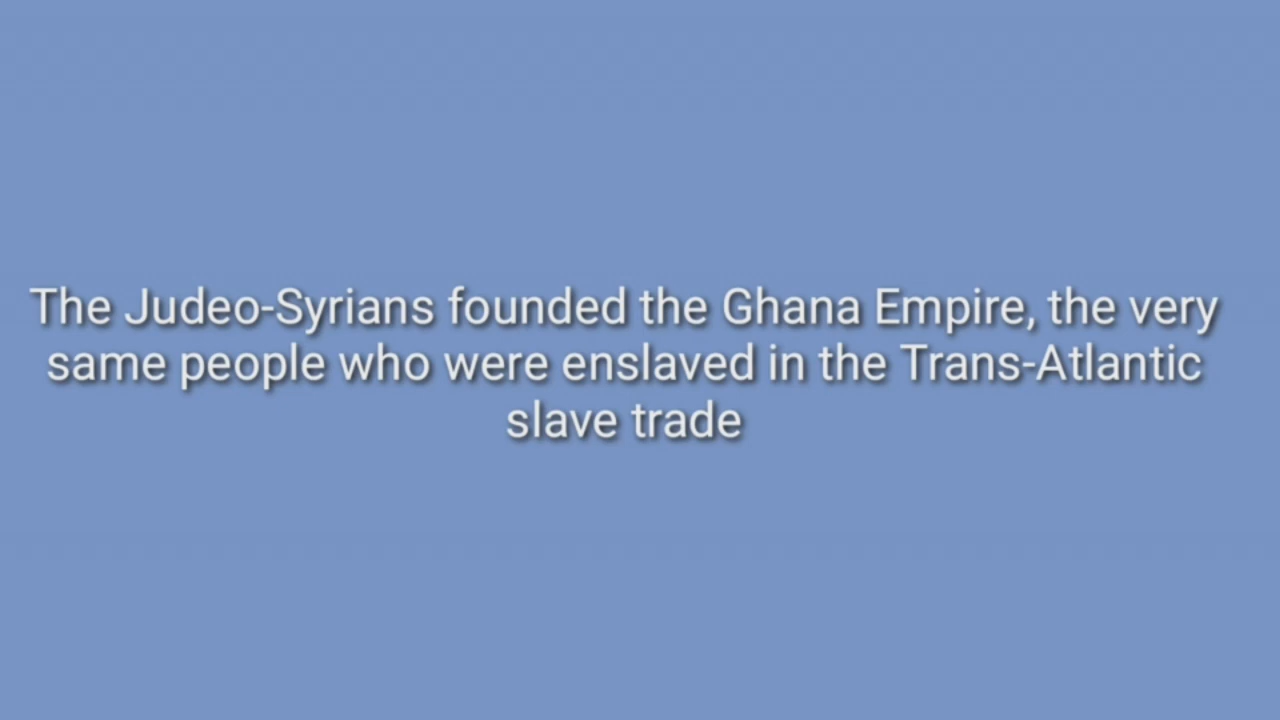 The Judeo-Syrians founded the Ghana Empire, the very
same people who were enslaved in the Trans-Atlantic
slave trade